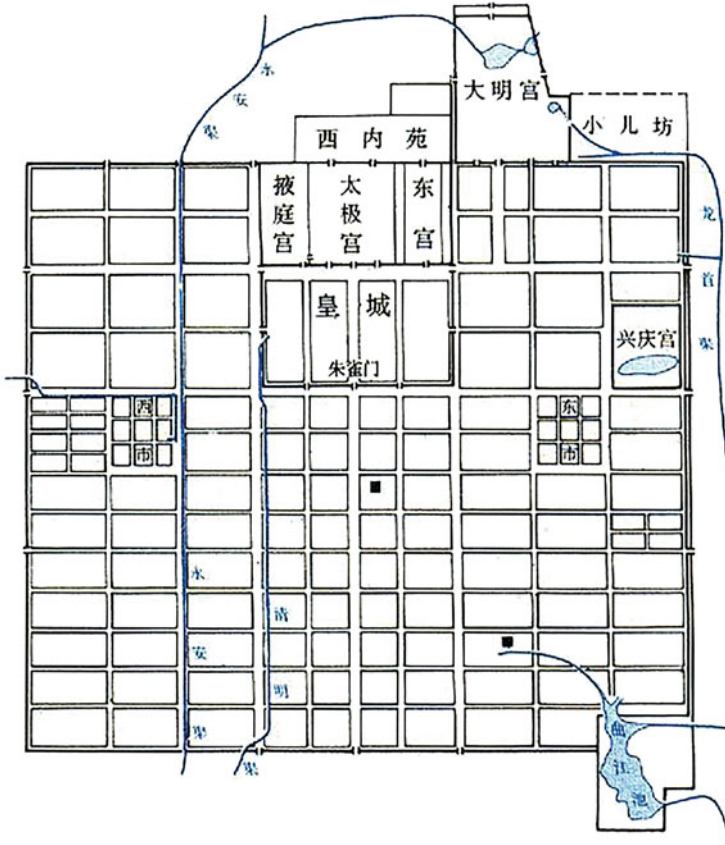 大明宫
小儿坊
永安渠
西内苑
掖庭宫
太极宫
东宫
龙首渠
皇城
兴庆宫
朱雀门
西市
东市
永安渠
清明渠
曲江池